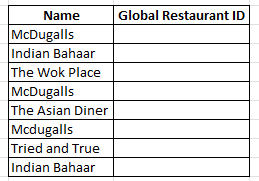 Name Global Restaurant ID
McDugalls
Indian Bahaar
The Wok Place
McDugalls
The Asian Diner
Mcdugalls
Tried and True
Indian Bahaar